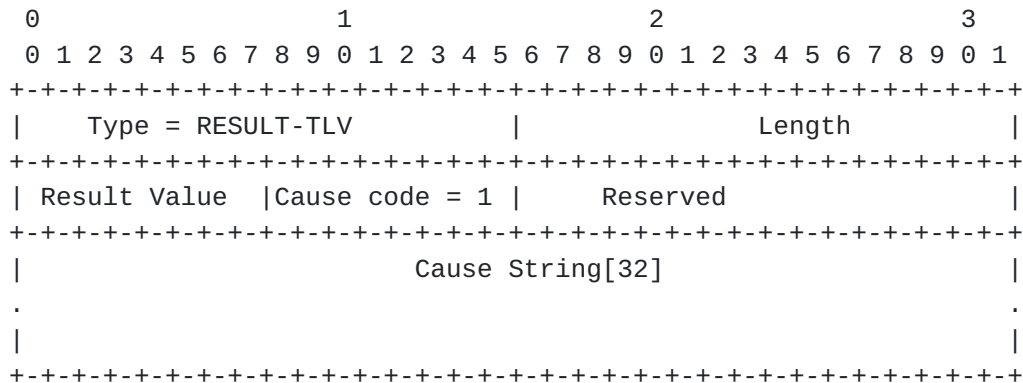 0                   1                   2                   3
 0 1 2 3 4 5 6 7 8 9 0 1 2 3 4 5 6 7 8 9 0 1 2 3 4 5 6 7 8 9 0 1
+-+-+-+-+-+-+-+-+-+-+-+-+-+-+-+-+-+-+-+-+-+-+-+-+-+-+-+-+-+-+-+-+
|    Type = RESULT-TLV          |               Length          |
+-+-+-+-+-+-+-+-+-+-+-+-+-+-+-+-+-+-+-+-+-+-+-+-+-+-+-+-+-+-+-+-+
| Result Value  |Cause code = 1 |     Reserved                  |
+-+-+-+-+-+-+-+-+-+-+-+-+-+-+-+-+-+-+-+-+-+-+-+-+-+-+-+-+-+-+-+-+
|                         Cause String[32]                      |
.                                                               .
|                                                               |
+-+-+-+-+-+-+-+-+-+-+-+-+-+-+-+-+-+-+-+-+-+-+-+-+-+-+-+-+-+-+-+-+